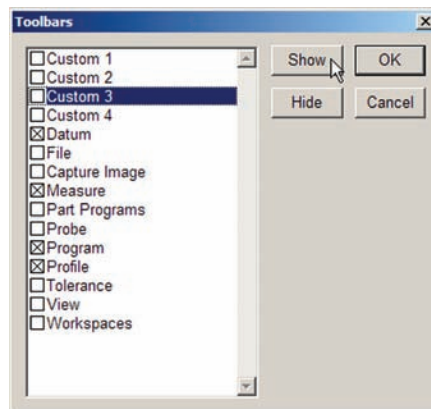 Toolbars
Custom 1
Custom 2
Custom 3
Custom 4
Datum
File
Capture Image
Measure
Part Programs
Probe
Program
Profile
Tolerance
View
Workspaces
Show
OK
Hide
Cancel